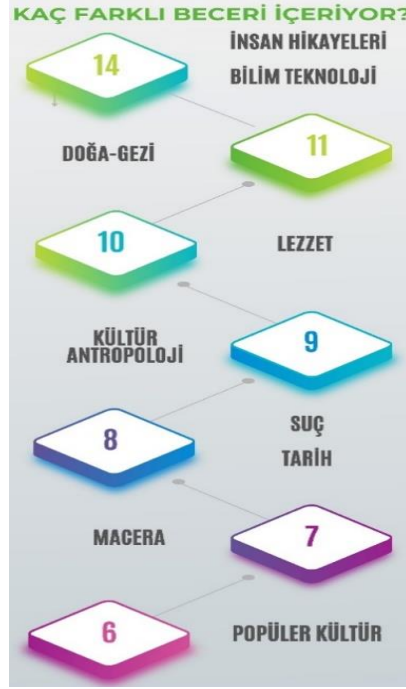 KAÇ FARKLI BECERİ İÇERİYOR?
14
İNSAN HİKAYELERİ
BİLİM TEKNOLOJİ
DOĞA-GEZİ
11
10
LEZZET
KÜLTÜR
ANTROPOLOJİ
9
8
SUÇ
TARİH
MACERA
7
6
POPÜLER KÜLTÜR